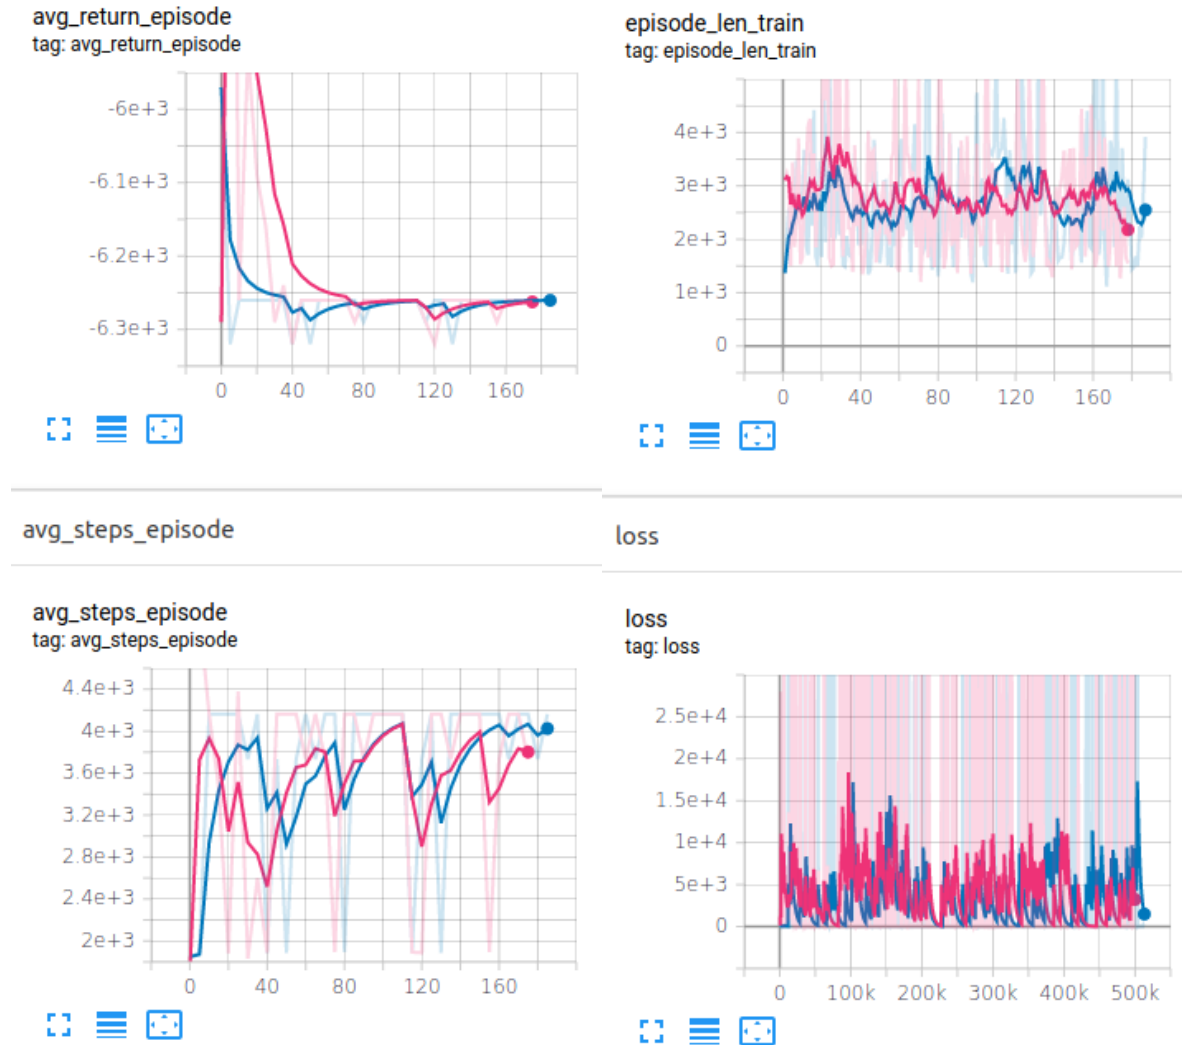 avg_return_episode
tag: avg_return_episode
-6e+3
-6.1e+3
-6.2e+3
-6.3e+3
0 40 80 120 160
episode_len_train
tag: episode_len_train
4e+3
3e+3
2e+3
1e+3
0
0 40 80 120 160
avg_steps_episode
avg_steps_episode
tag: avg_steps_episode
4.4e+3
4e+3
3.6e+3
3.2e+3
2.8e+3
2.4e+3
2e+3
0 40 80 120 160
loss
loss
tag: loss
2.5e+4
2e+4
1.5e+4
1e+4
5e+3
0
0 100k 200k 300k 400k 500k